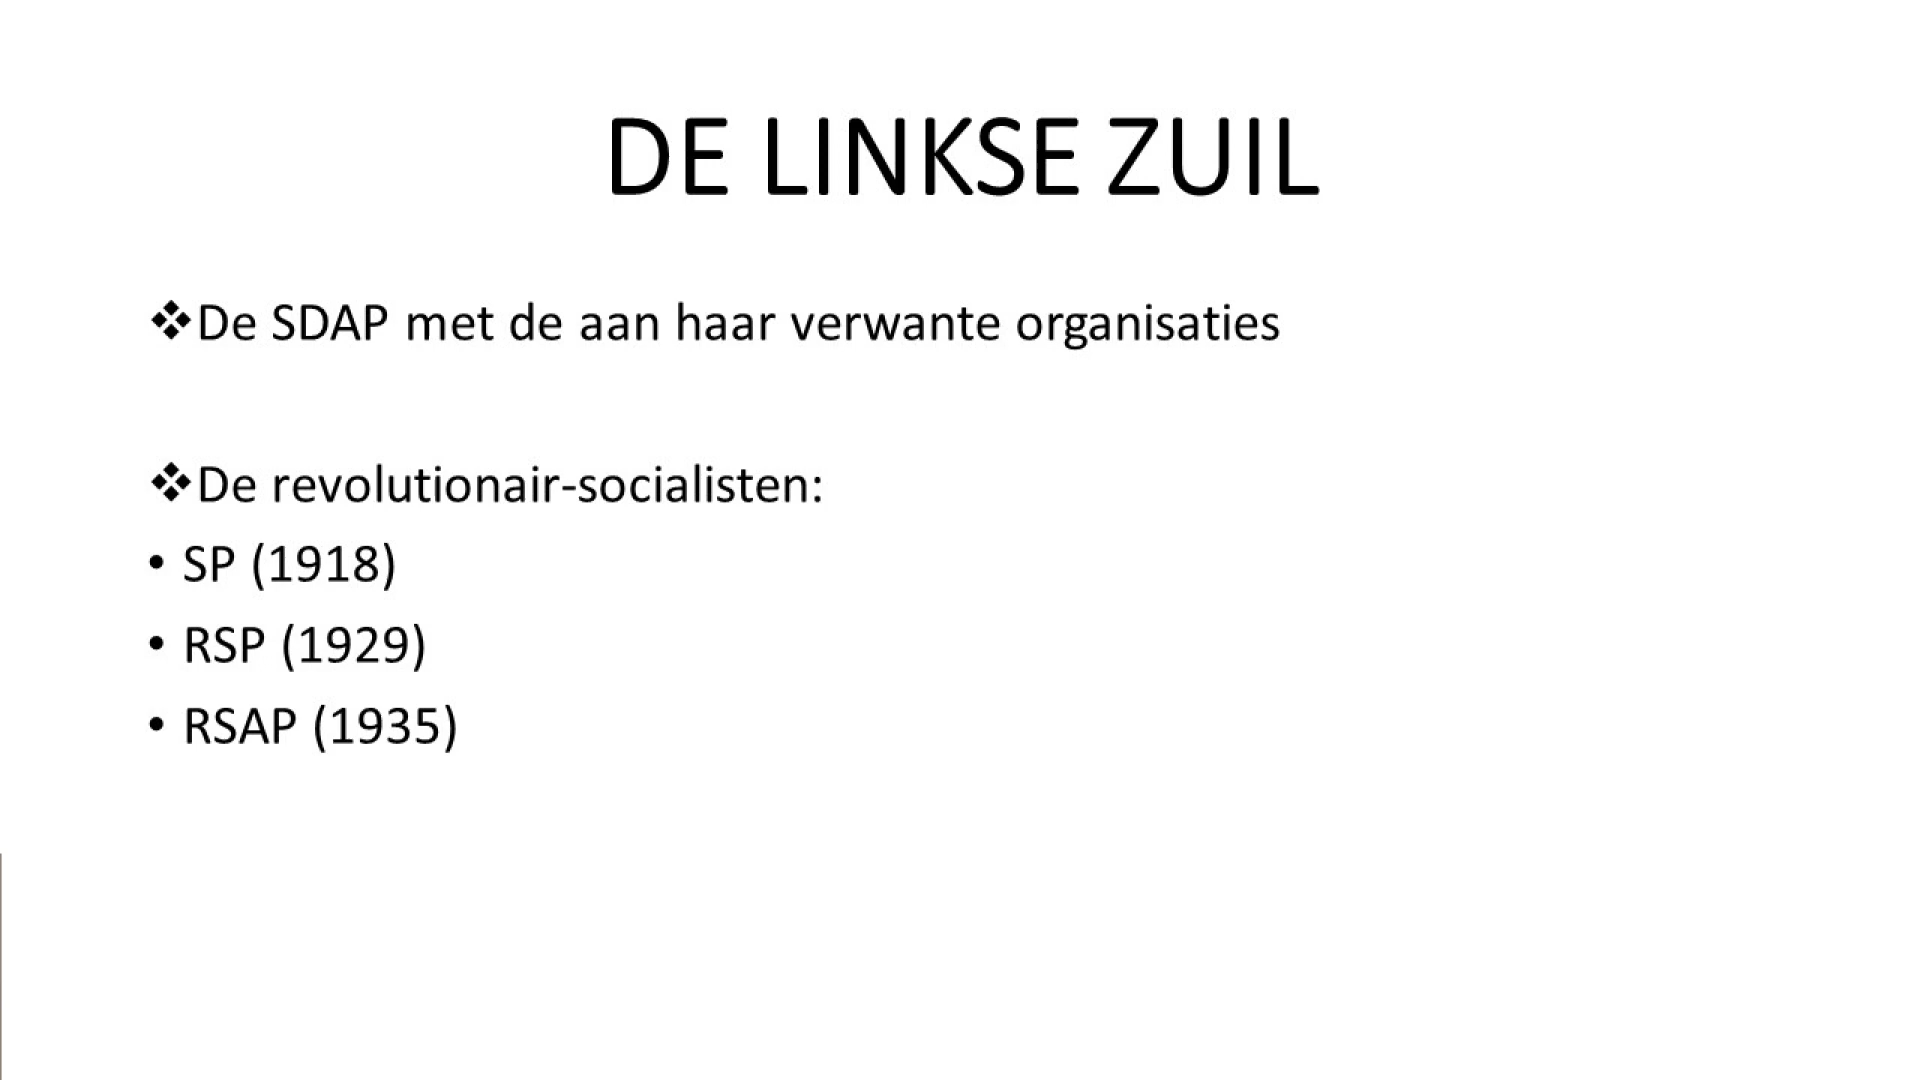 DE LINKSE ZUIL
❖De SDAP met de aan haar verwante organisaties
❖De revolutionair-socialisten:
• SP (1918)
• RSP (1929)
• RSAP (1935)